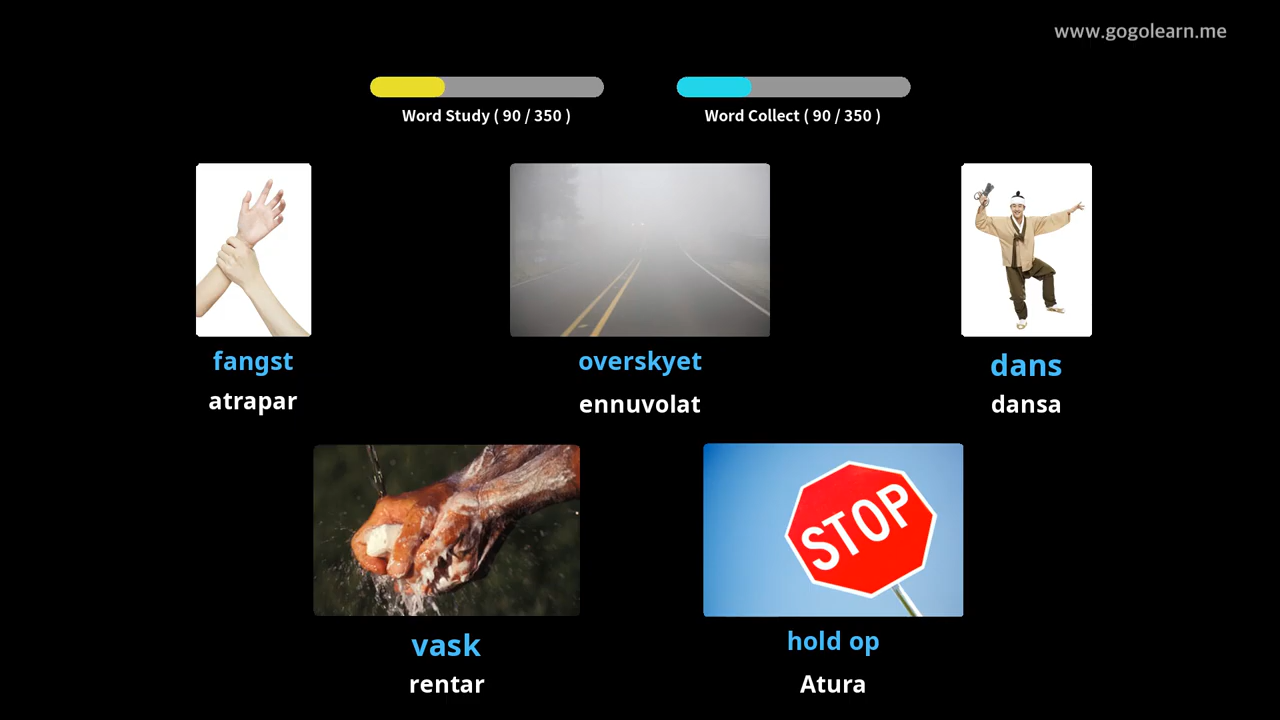 www.gogolearn.me
Word Study ( 90 / 350 )
Word Collect ( 90 / 350 )
fangst
atrapar
overskyet
ennuvolat
dans
dansa
STOP
vask
rentar
hold op
Atura